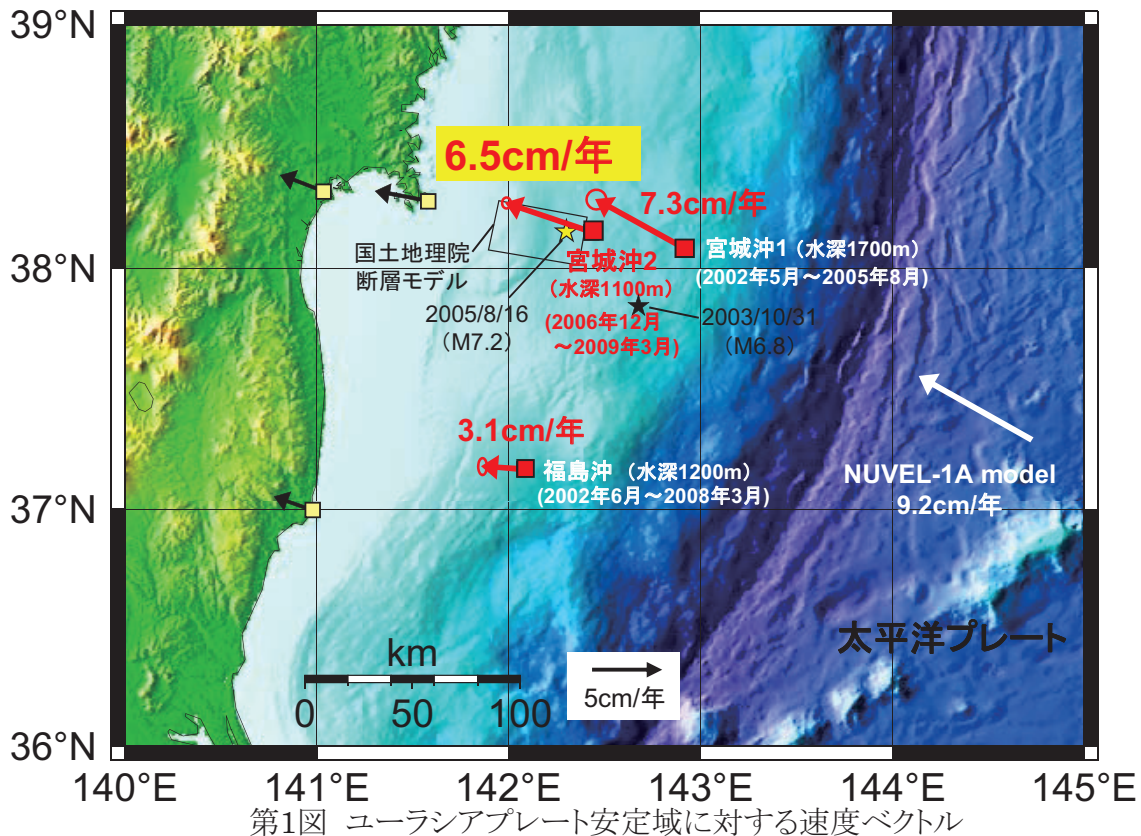 39°N
6.5cm/年
7.3cm/年
国土地理院
断層モデル
宮城沖1（水深1700m）
(2002年5月～2005年8月)
38°N
宮城沖2
（水深1100m）
(2006年12月
～2009年3月)
2005/8/16
（M7.2）
2003/10/31
（M6.8）
3.1cm/年
福島沖（水深1200m）
(2002年6月～2008年3月)
NUVEL-1A model
9.2cm/年
37°N
太平洋プレート
km
0 50 100
5cm/年
36°N
140°E 141°E 142°E 143°E 144°E 145°E
第1図 ユーラシアプレート安定域に対する速度ベクトル